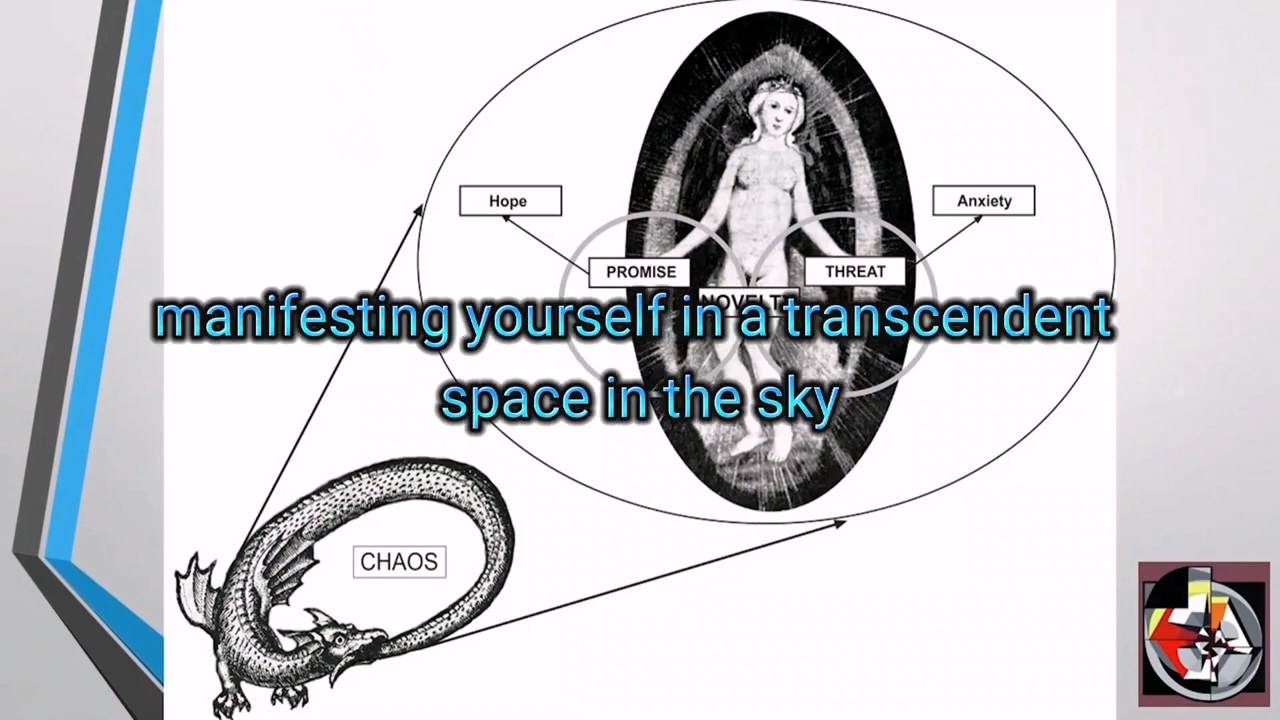 Hope
Anxiety
PROMISE
THREAT
manifesting yourself in a transcendent
space in the sky
CHAOS